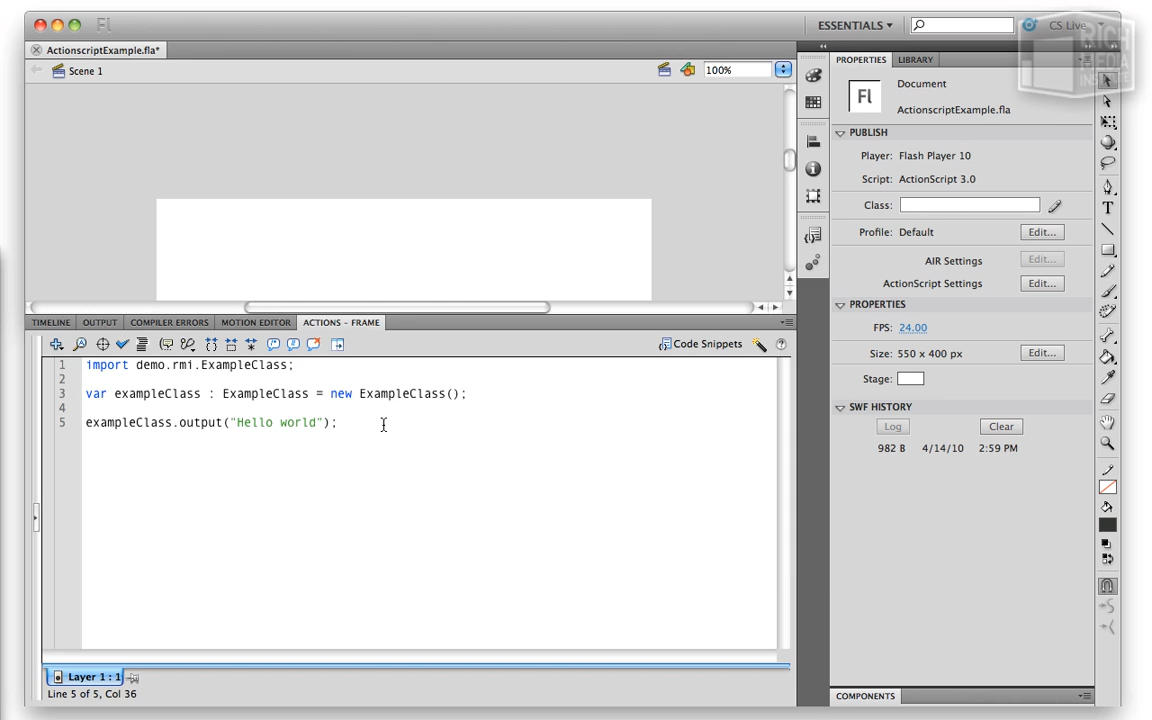 Fl
ESSENTIALS
CS Live
RICH
MEDIA
ActionscriptExample.fla*
Scene 1
100%
PROPERTIES LIBRARY
Fl
Document
ActionscriptExample.fla
PUBLISH
Player: Flash Player 10
Script: ActionScript 3.0
Class:
Profile: Default Edit...
AIR Settings Edit...
ActionScript Settings Edit...
PROPERTIES
FPS: 24.00
Size: 550 x 400 px Edit...
Stage:
SWF HISTORY
Log Clear
982 B 4/14/10 2:59 PM
TIMELINE OUTPUT COMPILER ERRORS MOTION EDITOR ACTIONS - FRAME
Code Snippets
1 import demo.rmi.ExampleClass;
2
3 var exampleClass : ExampleClass = new ExampleClass();
4
5 exampleClass.output("Hello world");
Layer 1 : 1
Line 5 of 5, Col 36
COMPONENTS